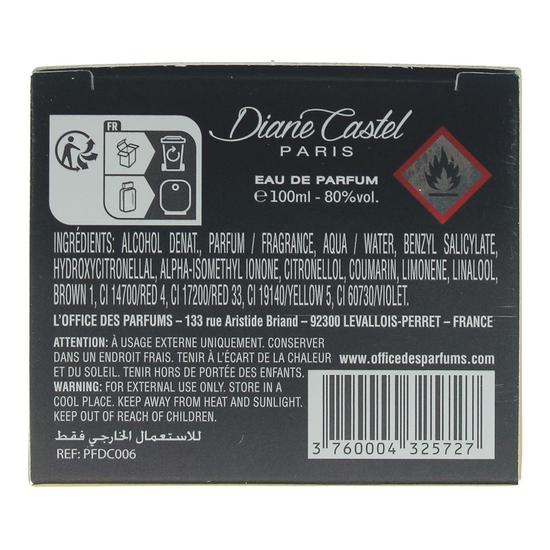 FR
Diane Castel
PARIS
EAU DE PARFUM
℮100ml - 80%vol.
INGRÉDIENTS: ALCOHOL DENAT., PARFUM / FRAGRANCE, AQUA / WATER, BENZYL SALICYLATE,
HYDROXYCITRONELLAL, ALPHA-ISOMETHYL IONONE, CITRONELLOL, COUMARIN, LIMONENE, LINALOOL,
BROWN 1, CI 14700/RED 4, CI 17200/RED 33, CI 19140/YELLOW 5, CI 60730/VIOLET.
L'OFFICE DES PARFUMS – 133 rue Aristide Briand – 92300 LEVALLOIS-PERRET – FRANCE
ATTENTION: À USAGE EXTERNE UNIQUEMENT. CONSERVER
DANS UN ENDROIT FRAIS. TENIR À L'ÉCART DE LA CHALEUR
ET DU SOLEIL. TENIR HORS DE PORTÉE DES ENFANTS.
WARNING: FOR EXTERNAL USE ONLY. STORE IN A
COOL PLACE. KEEP AWAY FROM HEAT AND SUNLIGHT.
KEEP OUT OF REACH OF CHILDREN.
للاستعمال الخارجي فقط
REF: PFDC006
www.officedesparfums.com
3 760004 325727